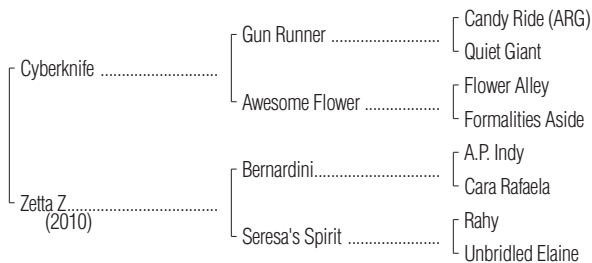 Candy Ride (ARG)
Gun Runner ........................
Quiet Giant
Cyberknife ..........................
Flower Alley
Awesome Flower .................
Formalities Aside
A.P. Indy
Bernardini............................
Cara Rafaela
Zetta Z.................................
(2010)
Rahy
Seresa's Spirit .....................
Unbridled Elaine